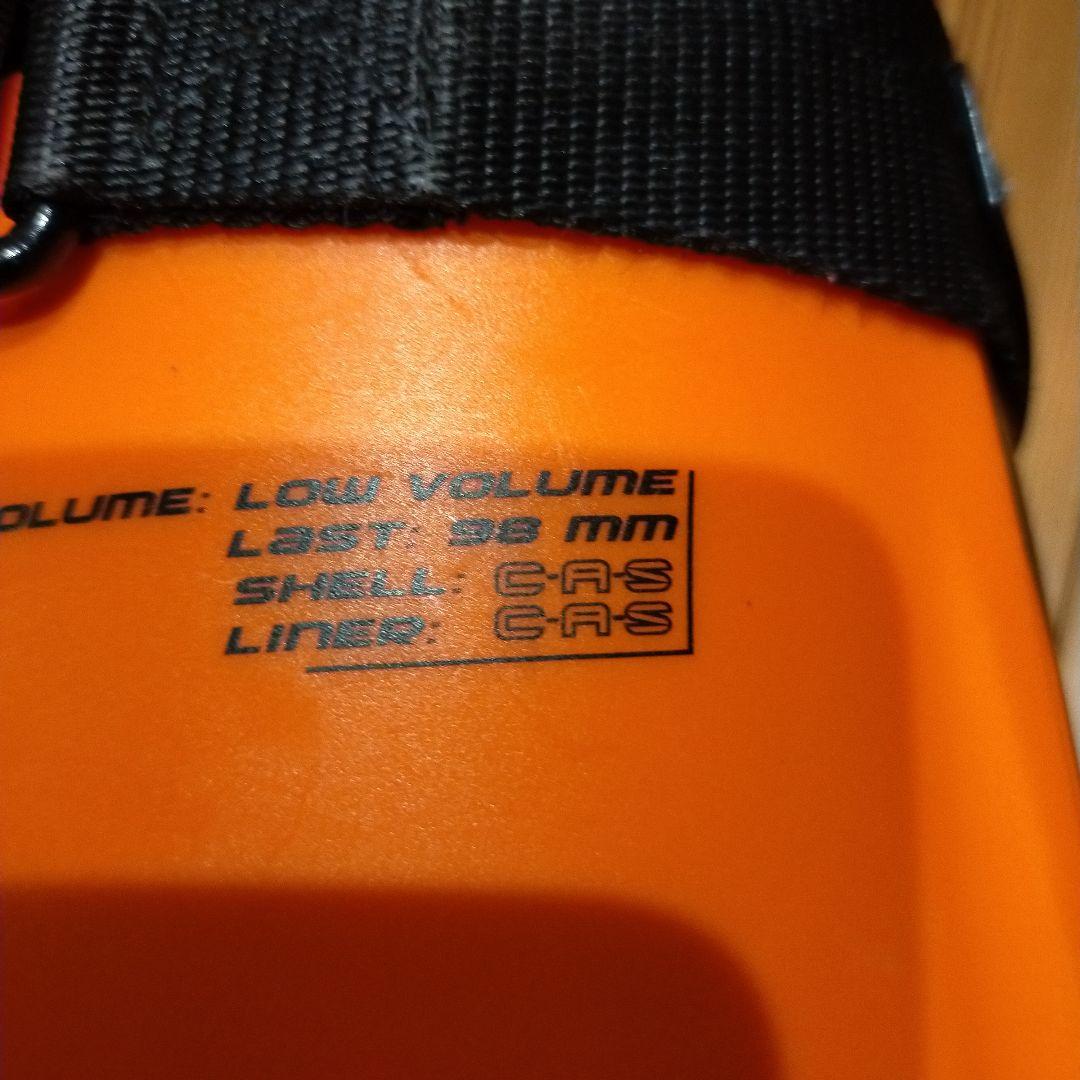 OLUME: LOW VOLUME
LAST: 98 mm
SHELL: C-A-S
LINER: C-A-S